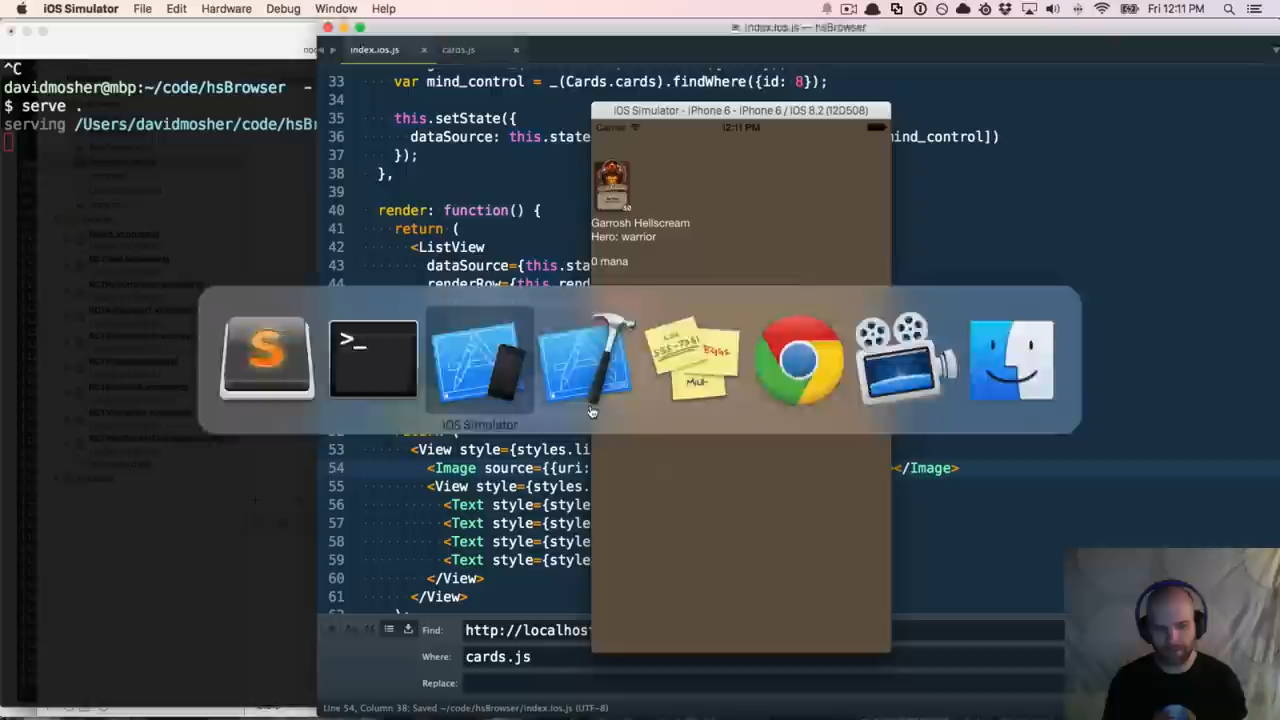 iOS Simulator File Edit Hardware Debug Window Help
Fri 12:11 PM
index.ios.js — hsBrowser
index.ios.js
cards.js
^C
davidmosher@mbp:~/code/hsBrowser
$ serve .
serving /Users/davidmosher/code/hsBr
33 var mind_control = _(Cards.cards).findWhere({id: 8});
34
35 this.setState({
36 dataSource: this.state mind_control])
37 });
38 },
39
40 render: function() {
41 return (
42 <ListView
43 dataSource={this.sta
44 renderRow={this.rend
iOS Simulator - iPhone 6 - iPhone 6 / iOS 8.2 (12D508)
Carrier 12:11 PM
30
Garrosh Hellscream
Hero: warrior
0 mana
iOS Simulator
53 <View style={styles.li
54 <Image source={{uri: </Image>
55 <View style={styles.
56 <Text style={style
57 <Text style={style
58 <Text style={style
59 <Text style={style
60 </View>
61 </View>
Find: http://localhos
Where: cards.js
Replace:
Line 54, Column 38; Saved ~/code/hsBrowser/index.ios.js (UTF-8)